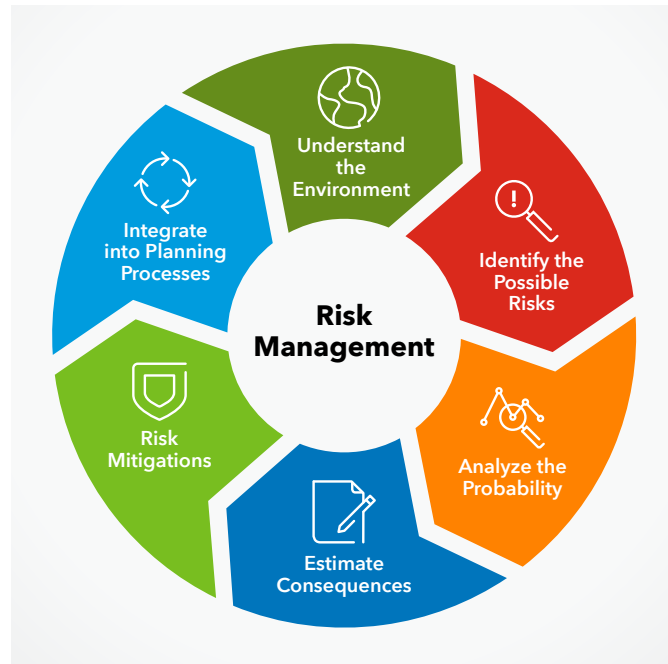 Understand
the
Environment
Identify the
Possible
Risks
Analyze the
Probability
Estimate
Consequences
Risk
Mitigations
Integrate
into Planning
Processes
Risk
Management